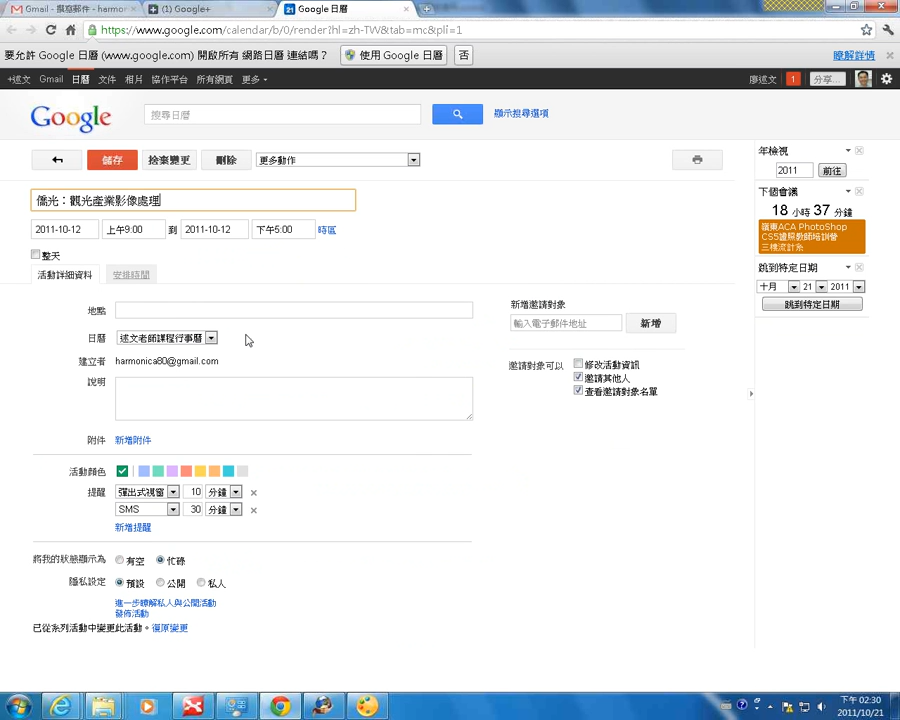 Gmail - 撰寫郵件 - harmon
(1) Google+
21 Google 日曆
https://www.google.com/calendar/b/0/render?hl=zh-TW&tab=mc&pli=1
要允許 Google 日曆 (www.google.com) 開啟所有 網路日曆 連結嗎？ 使用 Google 日曆 否 瞭解詳情
+述文 Gmail 日曆 文件 相片 協作平台 所有網頁 更多 廖述文 1 分享...
Google 搜尋日曆 顯示搜尋選項
儲存 捨棄變更 刪除 更多動作
年檢視
2011 前往
僑光：觀光產業影像處理
下個會議
18 小時 37 分鐘
嶺東ACA PhotoShop
CS5證照教師培訓營
三棧流計系
2011-10-12 上午9:00 到 2011-10-12 下午5:00 時區
整天
活動詳細資料 安排時間
跳到特定日期
十月 21 2011
跳到特定日期
地點
日曆 述文老師課程行事曆
建立者 harmonica80@gmail.com
說明
附件 新增附件
新增邀請對象
輸入電子郵件地址 新增
邀請對象可以 修改活動資訊
邀請其他人
查看邀請對象名單
活動顏色
提醒 彈出式視窗 10 分鐘
SMS 30 分鐘
新增提醒
將我的狀態顯示為 有空 忙碌
隱私設定 預設 公開 私人
進一步瞭解私人與公開活動
發佈活動
已從系列活動中變更此活動。復原變更
下午 02:30
2011/10/21